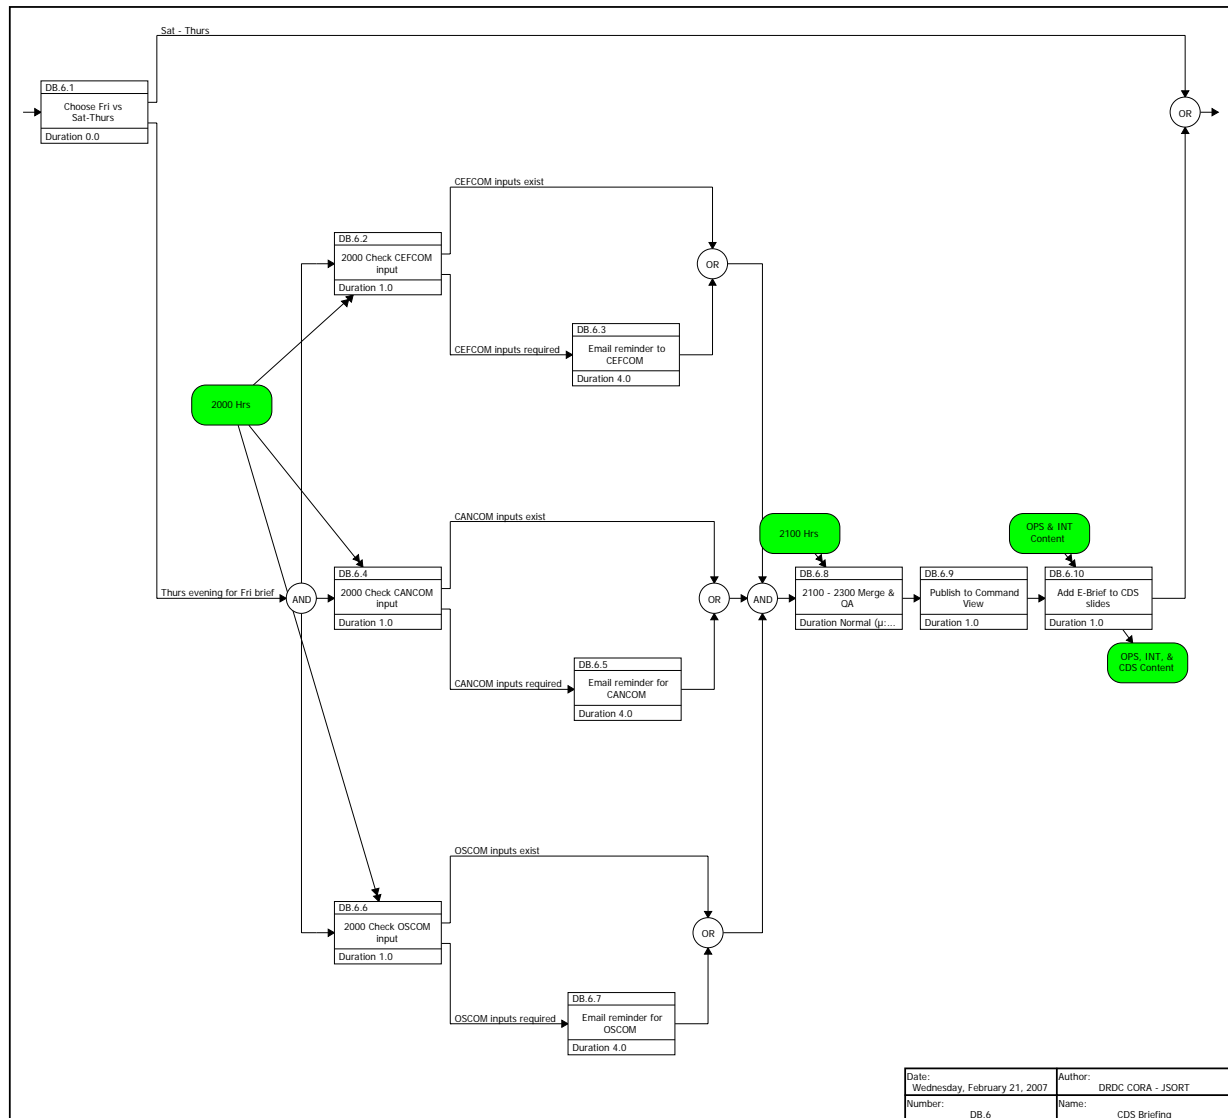 Sat - Thurs
DB.6.1
Choose Fri vs
Sat-Thurs
Duration 0.0
OR
CEFCOM inputs exist
DB.6.2
2000 Check CEFCOM
input
Duration 1.0
OR
DB.6.3
Email reminder to
CEFCOM
Duration 4.0
CEFCOM inputs required
2000 Hrs
CANCOM inputs exist
2100 Hrs
OPS & INT
Content
DB.6.4
2000 Check CANCOM
input
Duration 1.0
Thurs evening for Fri brief
AND
OR
AND
DB.6.8
2100 - 2300 Merge &
QA
Duration Normal (µ:...
DB.6.9
Publish to Command
View
Duration 1.0
DB.6.10
Add E-Brief to CDS
slides
Duration 1.0
OPS, INT, &
CDS Content
DB.6.5
Email reminder for
CANCOM
Duration 4.0
CANCOM inputs required
OSCOM inputs exist
DB.6.6
2000 Check OSCOM
input
Duration 1.0
OR
DB.6.7
Email reminder for
OSCOM
Duration 4.0
OSCOM inputs required
Date:
Wednesday, February 21, 2007
Author:
DRDC CORA - JSORT
Number:
DB.6
Name:
CDS Briefing